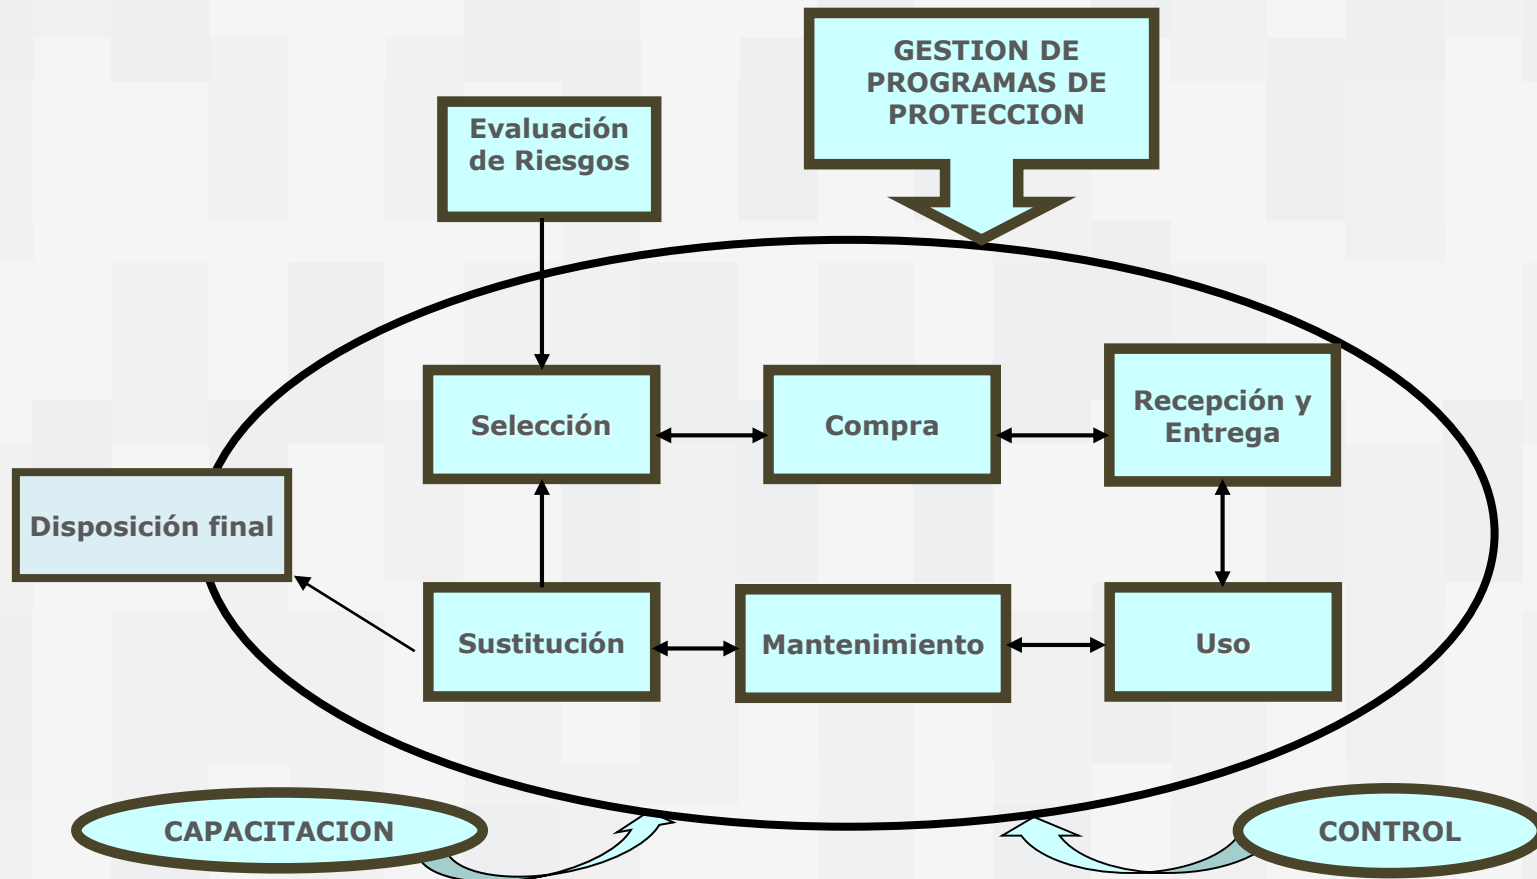 GESTION DE
PROGRAMAS DE
PROTECCION
Evaluación
de Riesgos
Selección
Compra
Recepción y
Entrega
Disposición final
Sustitución
Mantenimiento
Uso
CAPACITACION
CONTROL